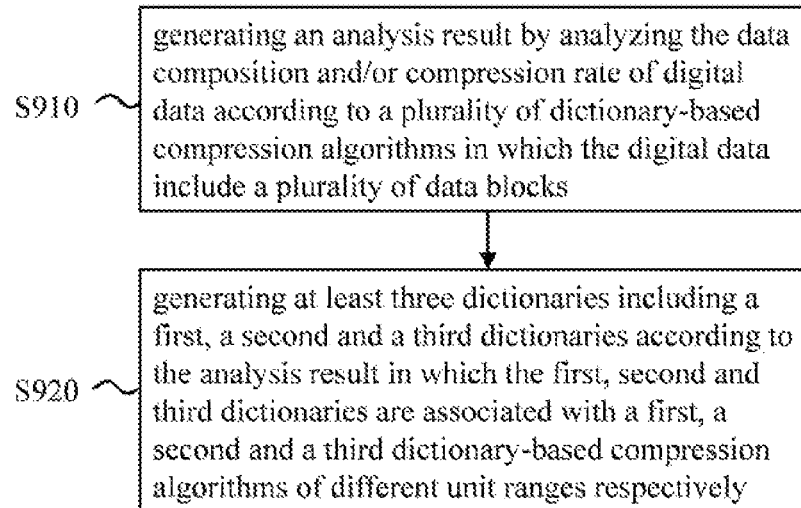 generating an analysis result by analyzing the data
composition and/or compression rate of digital
S910
data according to a plurality of dictionary-based
compression algorithms in which the digital data
include a plurality of data blocks
generating at least three dictionaries including a
first, a second and a third dictionaries according to
the analysis result in which the first, second and
S920
third dictionaries are associated with a first, a
second and a third dictionary-based compression
algorithms of different unit ranges respectively